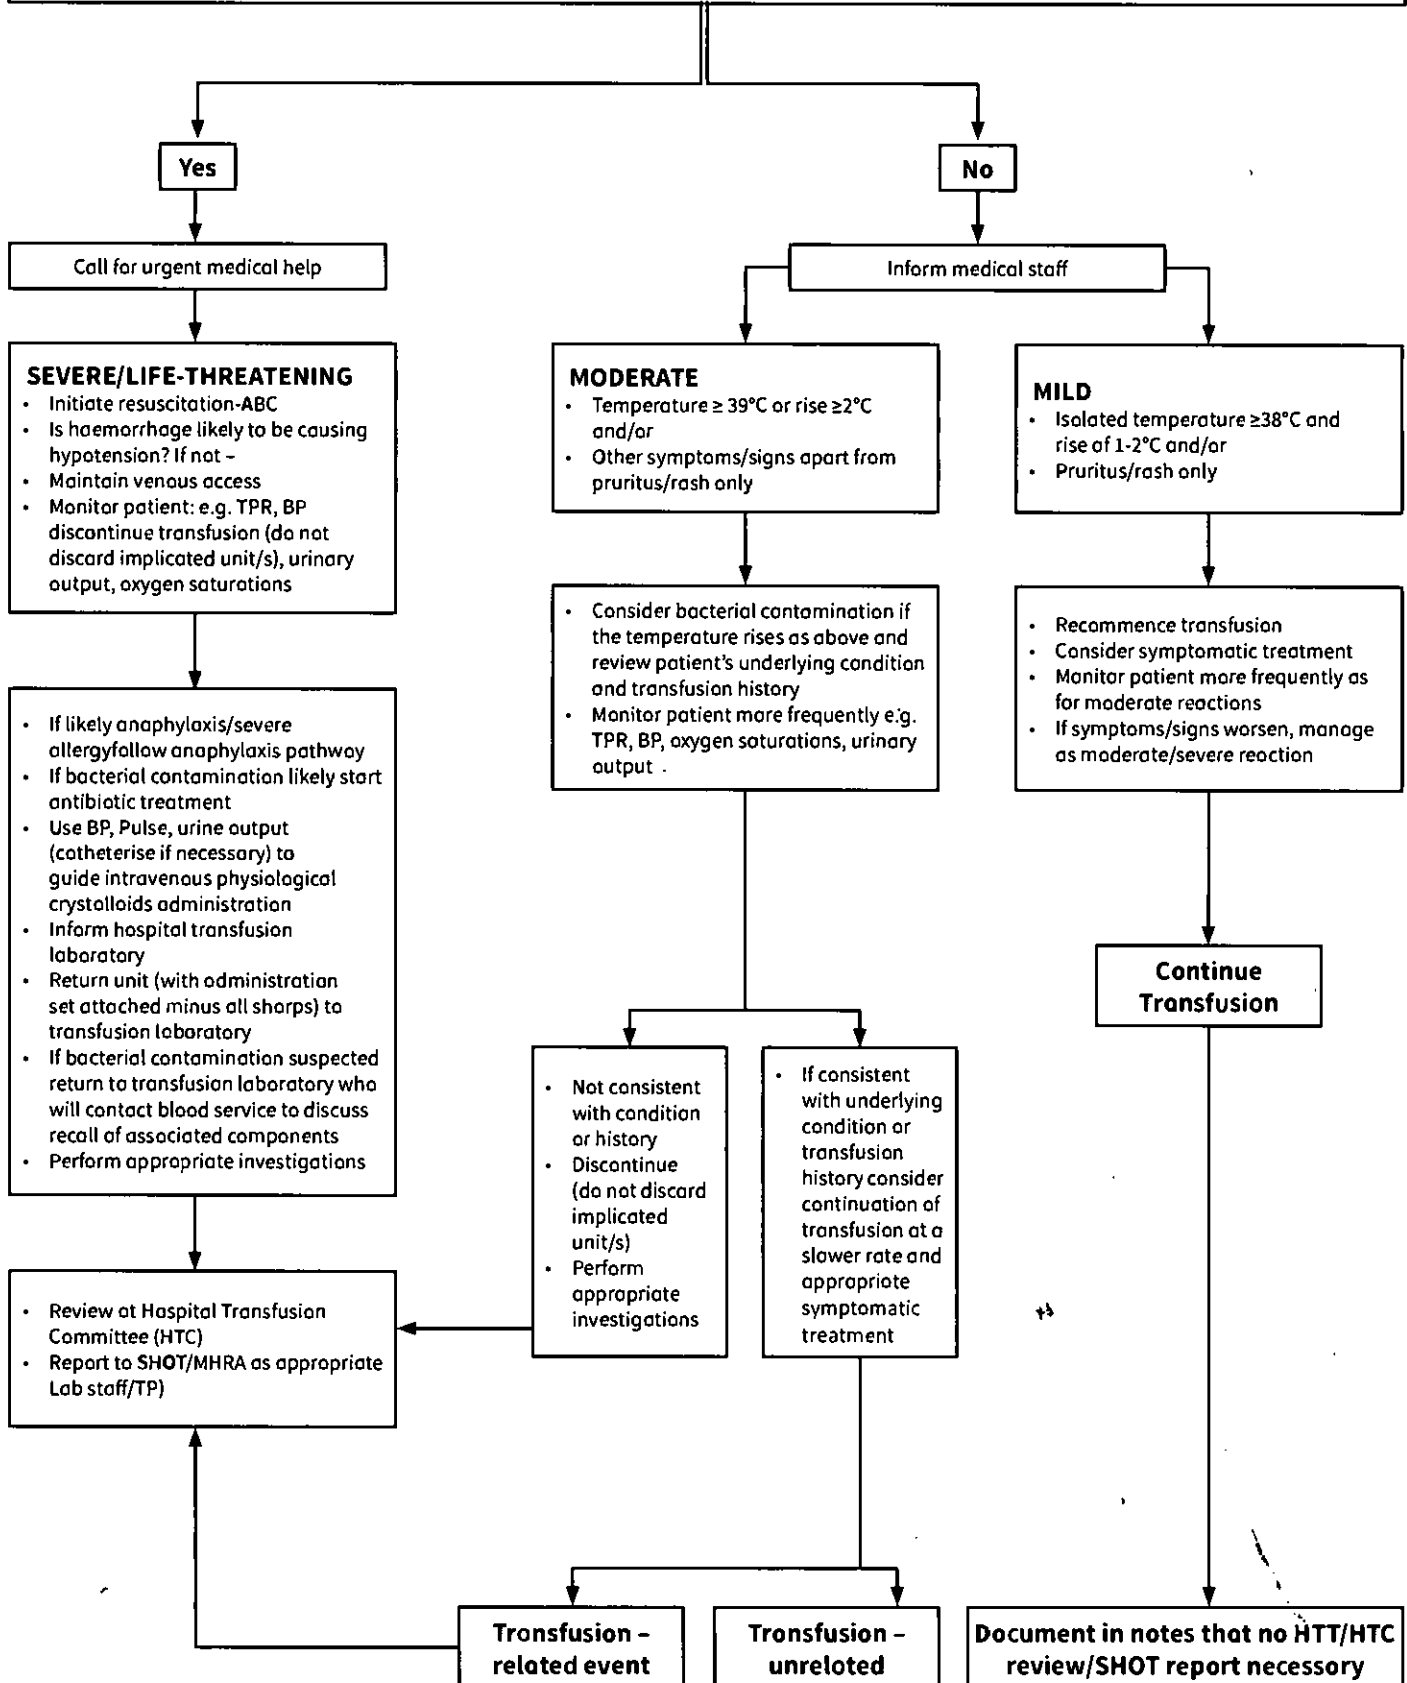 Yes
No
Call for urgent medical help
Inform medical staff
SEVERE/LIFE-THREATENING
• Initiate resuscitation-ABC
• Is haemorrhage likely to be causing
hypotension? If not –
• Maintain venous access
• Monitor patient: e.g. TPR, BP
discontinue transfusion (do not
discard implicated unit/s), urinary
output, oxygen saturations
MODERATE
• Temperature ≥ 39°C or rise ≥2°C
and/or
• Other symptoms/signs apart from
pruritus/rash only
MILD
• Isolated temperature ≥38°C and
rise of 1-2°C and/or
• Pruritus/rash only
• If likely anaphylaxis/severe
allergyfollow anaphylaxis pathway
• If bacterial contamination likely start
antibiotic treatment
• Use BP, Pulse, urine output
(catheterise if necessary) to
guide intravenous physiological
crystalloids administration
• Inform hospital transfusion
laboratory
• Return unit (with administration
set attached minus all sharps) to
transfusion laboratory
• If bacterial contamination suspected
return to transfusion laboratory who
will contact blood service to discuss
recall of associated components
• Perform appropriate investigations
• Consider bacterial contamination if
the temperature rises as above and
review patient's underlying condition
and transfusion history
• Monitor patient more frequently e.g.
TPR, BP, oxygen saturations, urinary
output
• Recommence transfusion
• Consider symptomatic treatment
• Monitor patient more frequently as
for moderate reactions
• If symptoms/signs worsen, manage
as moderate/severe reaction
Continue
Transfusion
• Not consistent
with condition
or history
• Discontinue
(do not discard
implicated
unit/s)
• Perform
appropriate
investigations
• If consistent
with underlying
condition or
transfusion
history consider
continuation of
transfusion at a
slower rate and
appropriate
symptomatic
treatment
• Review at Hospital Transfusion
Committee (HTC)
• Report to SHOT/MHRA as appropriate
Lab staff/TP)
Transfusion –
related event
Transfusion –
unrelated
Document in notes that no HTT/HTC
review/SHOT report necessary